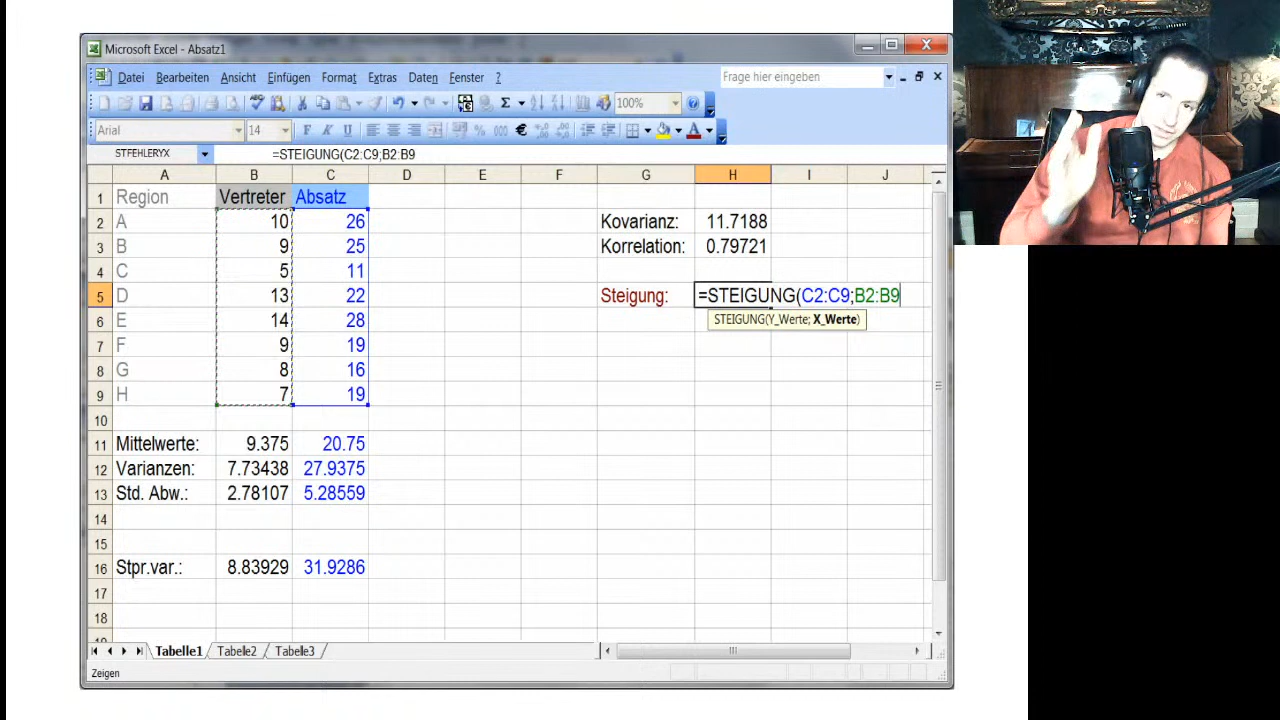 Microsoft Excel - Absatz1
Datei Bearbeiten Ansicht Einfügen Format Extras Daten Fenster ? Frage hier eingeben
100%
Arial 14 F K U % 000 €
STFEHLERYX =STEIGUNG(C2:C9;B2:B9
A B C D E F G H I J
1 Region Vertreter Absatz
2 A 10 26 Kovarianz: 11.7188
3 B 9 25 Korrelation: 0.79721
4 C 5 11
5 D 13 22 Steigung: =STEIGUNG(C2:C9;B2:B9
6 E 14 28 STEIGUNG(Y_Werte; X_Werte)
7 F 9 19
8 G 8 16
9 H 7 19
10
11 Mittelwerte: 9.375 20.75
12 Varianzen: 7.73438 27.9375
13 Std. Abw.: 2.78107 5.28559
14
15
16 Stpr.var.: 8.83929 31.9286
17
18
Tabelle1 Tabelle2 Tabelle3
Zeigen